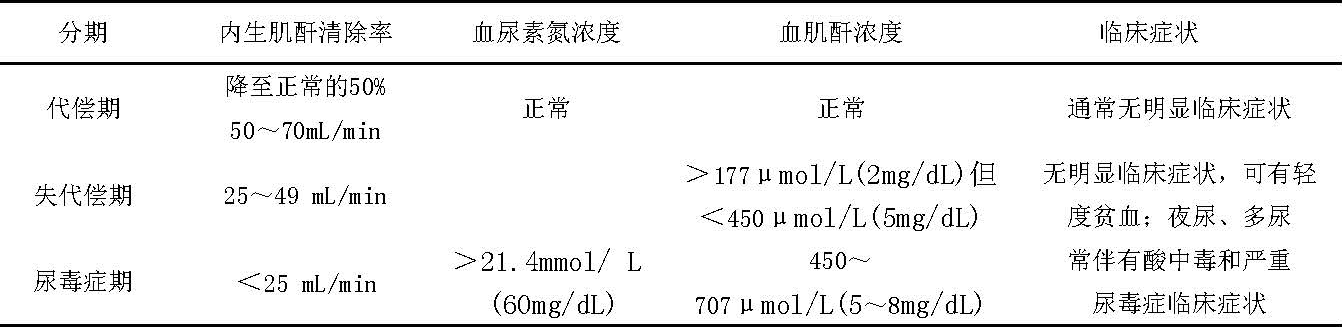 分期 内生肌酐清除率 血尿素氮浓度 血肌酐浓度 临床症状
代偿期 降至正常的50% 50～70mL/min 正常 正常 通常无明显临床症状
失代偿期 25～49 mL/min >177μmol/L(2mg/dL)但 <450μmol/L(5mg/dL) 无明显临床症状，可有轻 度贫血；夜尿、多尿
尿毒症期 <25 mL/min >21.4mmol/ L (60mg/dL) 450～ 707μmol/L(5～8mg/dL) 常伴有酸中毒和严重 尿毒症临床症状